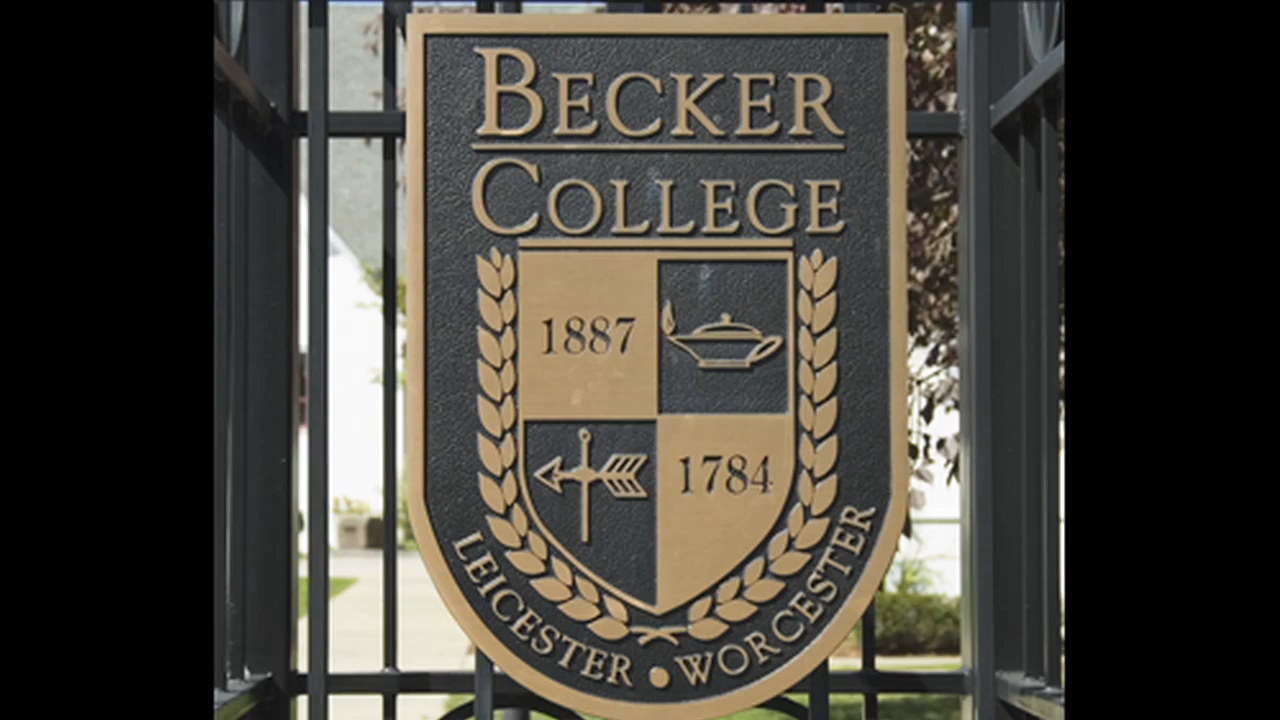 BECKER
COLLEGE
1887
1784
LEICESTER • WORCESTER